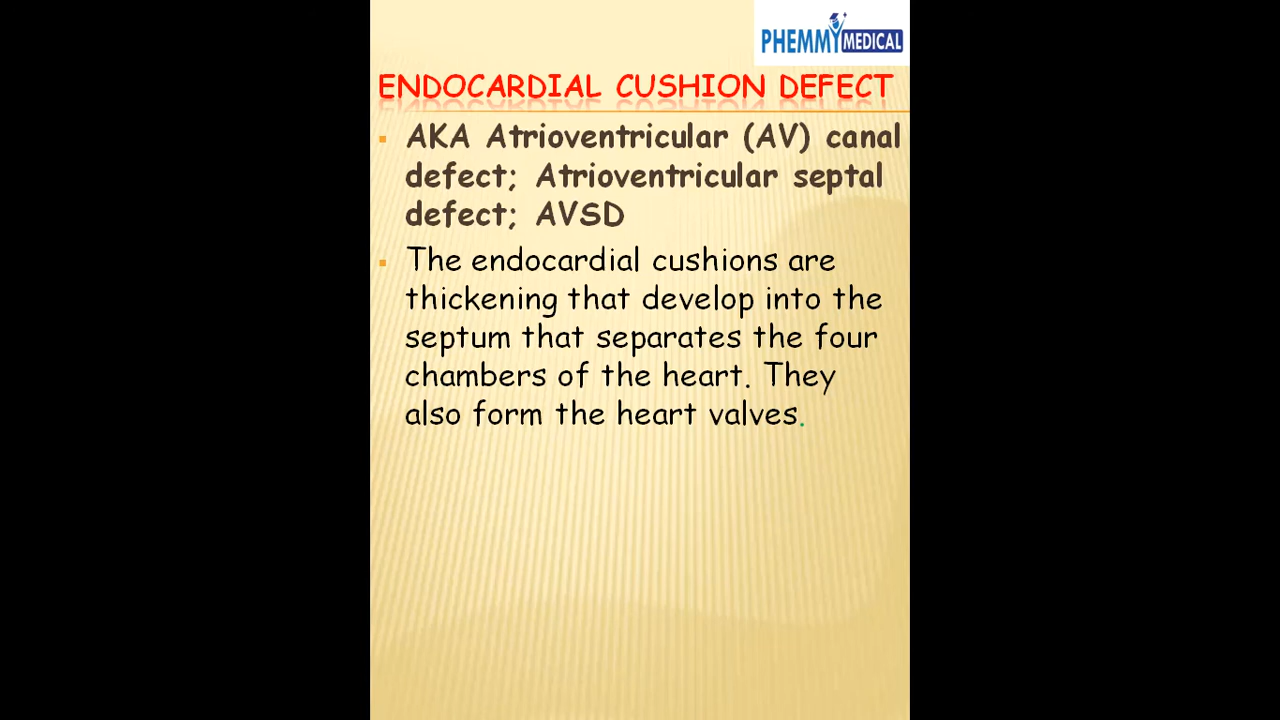 PHEMMY MEDICAL
ENDOCARDIAL CUSHION DEFECT
▪ AKA Atrioventricular (AV) canal
defect; Atrioventricular septal
defect; AVSD
▪ The endocardial cushions are
thickening that develop into the
septum that separates the four
chambers of the heart. They
also form the heart valves.